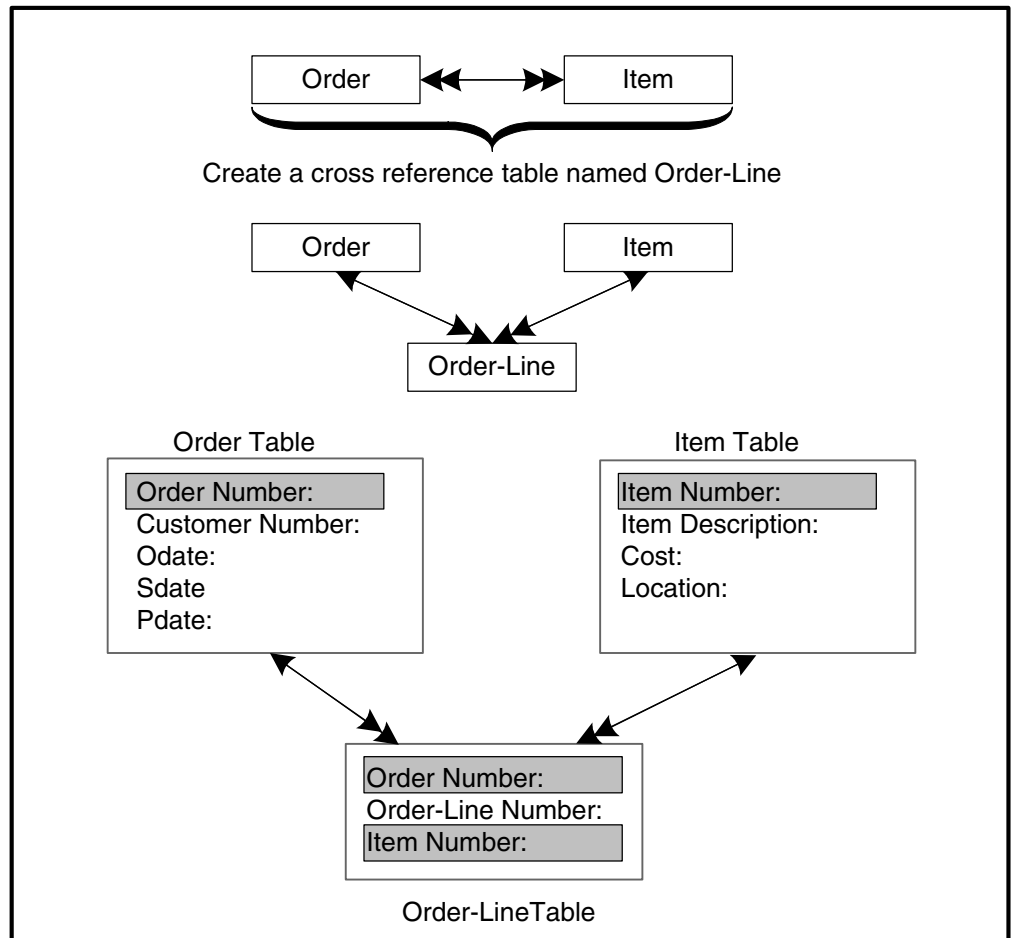 Order
Item
Create a cross reference table named Order-Line
Order
Item
Order-Line
Order Table
Order Number:
Customer Number:
Odate:
Sdate
Pdate:
Item Table
Item Number:
Item Description:
Cost:
Location:
Order Number:
Order-Line Number:
Item Number:
Order-LineTable